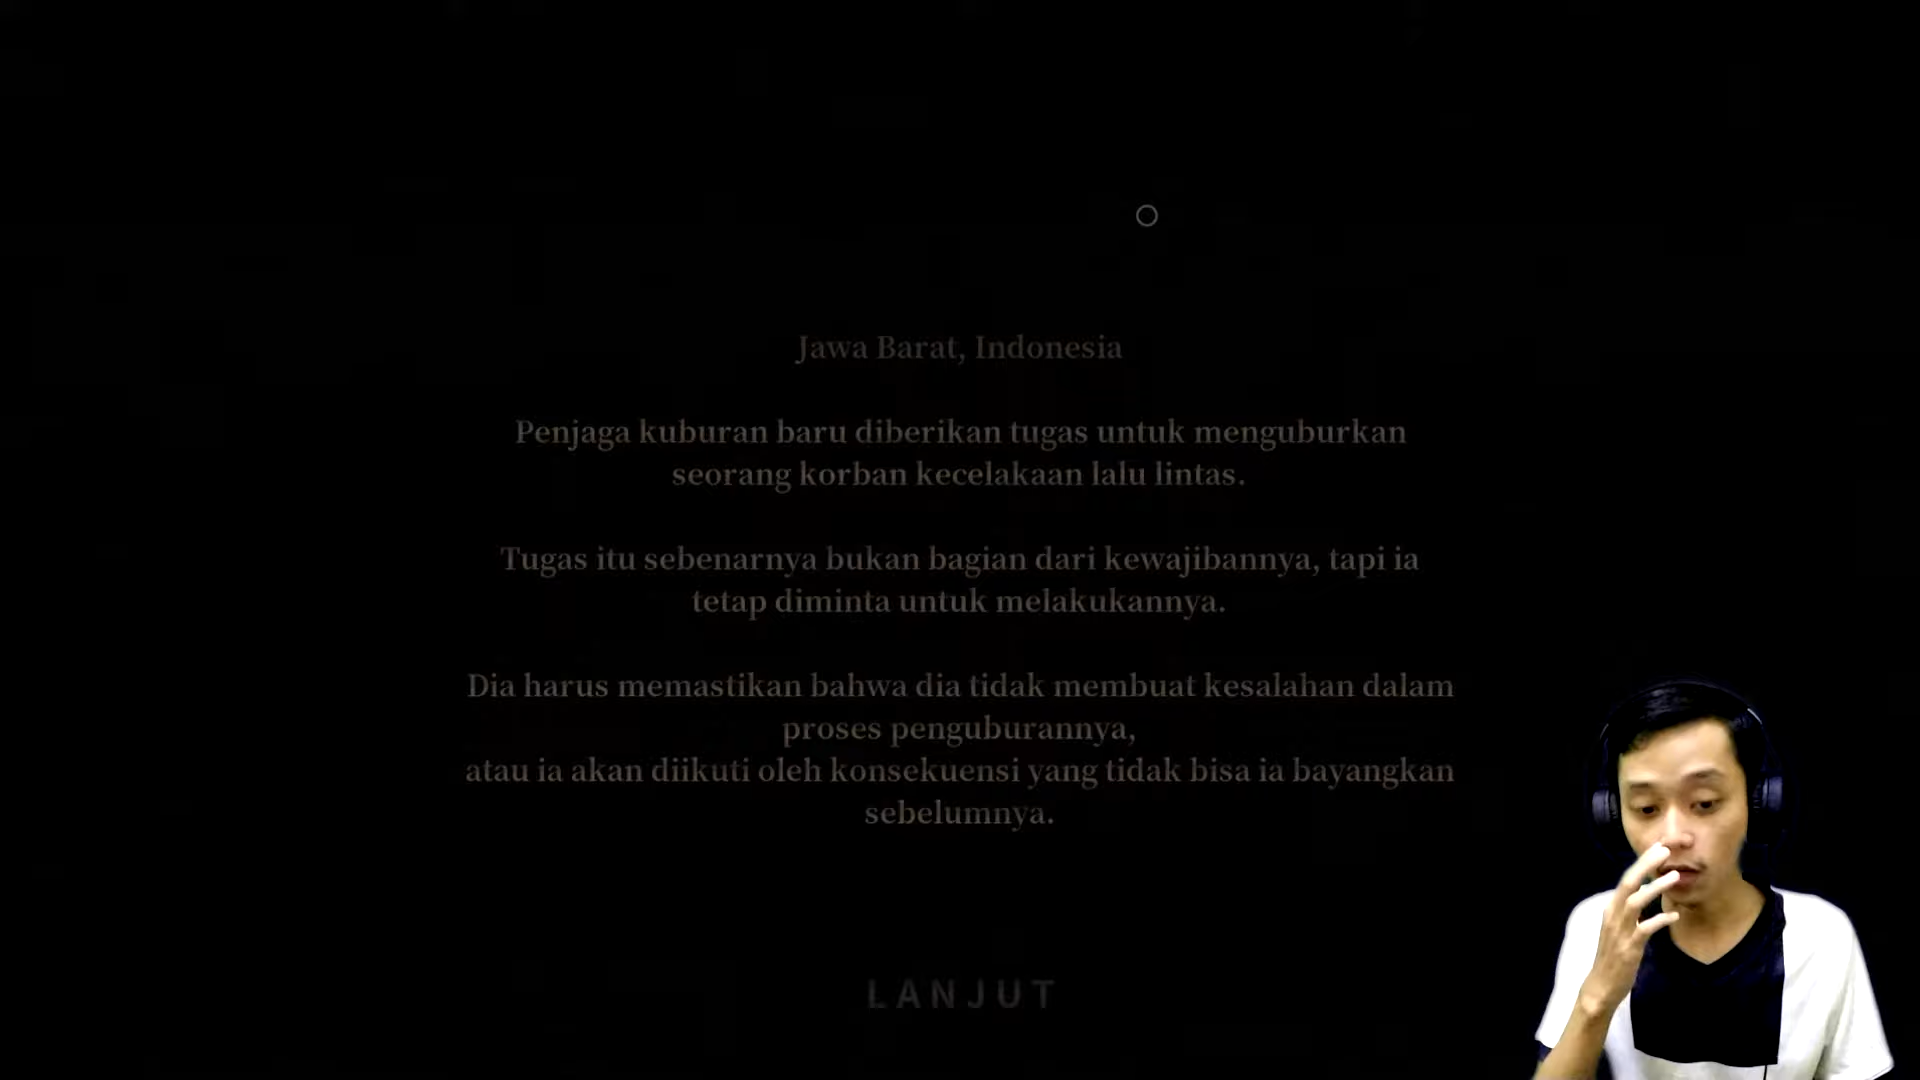 Jawa Barat, Indonesia
Penjaga kuburan baru diberikan tugas untuk menguburkan
seorang korban kecelakaan lalu lintas.
Tugas itu sebenarnya bukan bagian dari kewajibannya, tapi ia
tetap diminta untuk melakukannya.
Dia harus memastikan bahwa dia tidak membuat kesalahan dalam
proses penguburannya,
atau ia akan diikuti oleh konsekuensi yang tidak bisa ia bayangkan
sebelumnya.
LANJUT